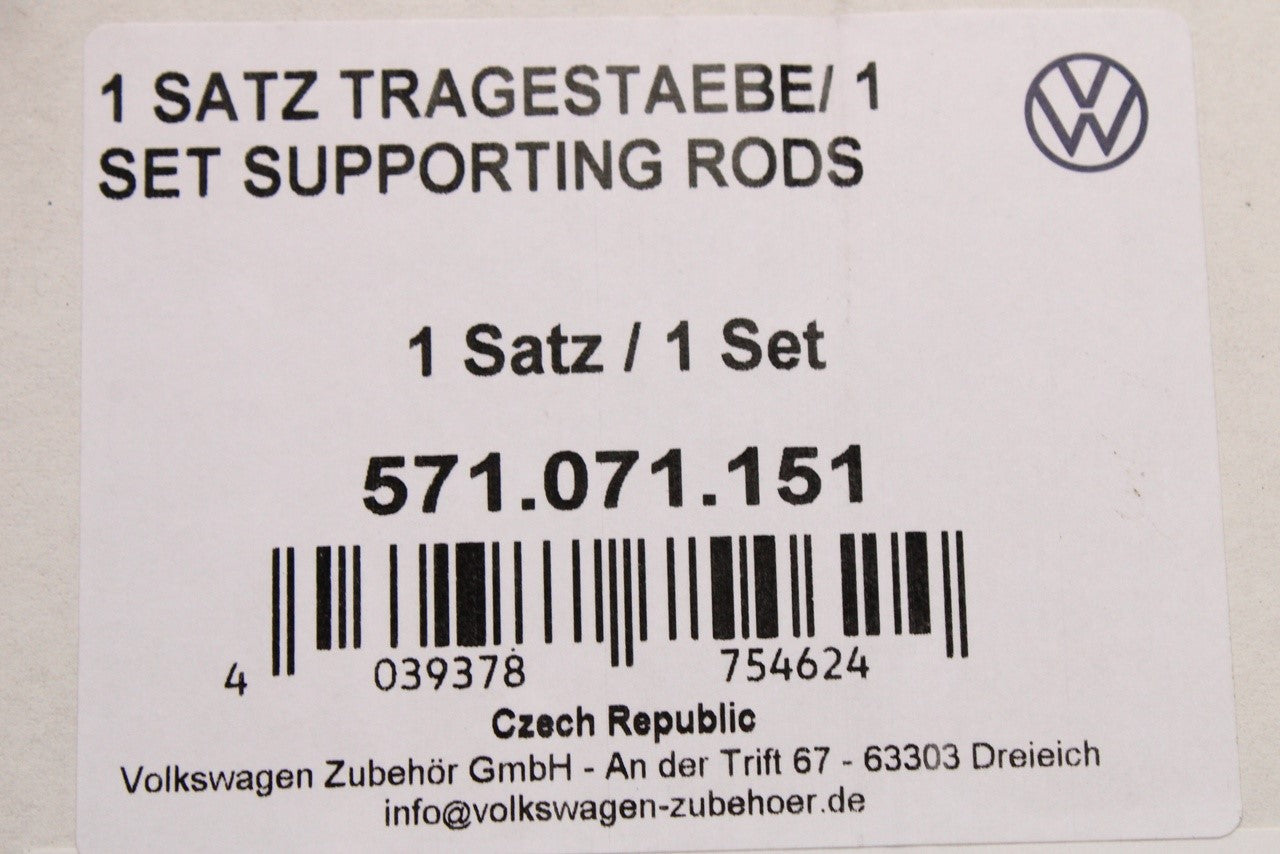 1 SATZ TRAGESTAEBE/ 1
SET SUPPORTING RODS
1 Satz / 1 Set
571.071.151
4 039378 754624
Czech Republic
Volkswagen Zubehör GmbH - An der Trift 67 - 63303 Dreieich
info@volkswagen-zubehoer.de